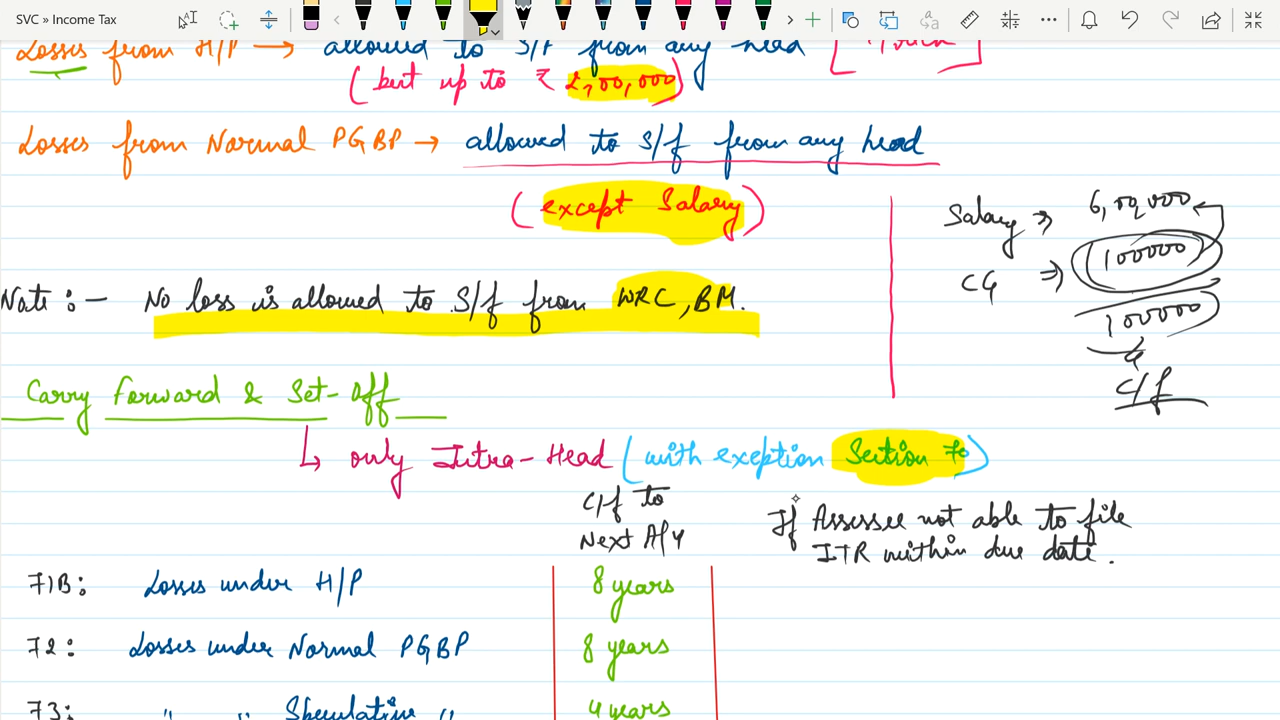 SVC » Income Tax
Losses from H/P → allowed to S/f from any head
(but up to ₹ 2,00,000)
Losses from Normal PGBP → allowed to S/f from any head
(except Salary)
Salary ⇒ 6,00,000
CG ⇒ 100000
100000
C/f
Note :- No loss is allowed to S/f from WRC, BM.
Carry Forward & Set-Off
↳ only Intra-Head (with exeption Section 70)
C/f to
Next A/Y
If Assessee not able to file
ITR within due date.
71B: Losses under H/P 8 years
72: Losses under Normal PGBP 8 years
73: " " Speculative " 4 years